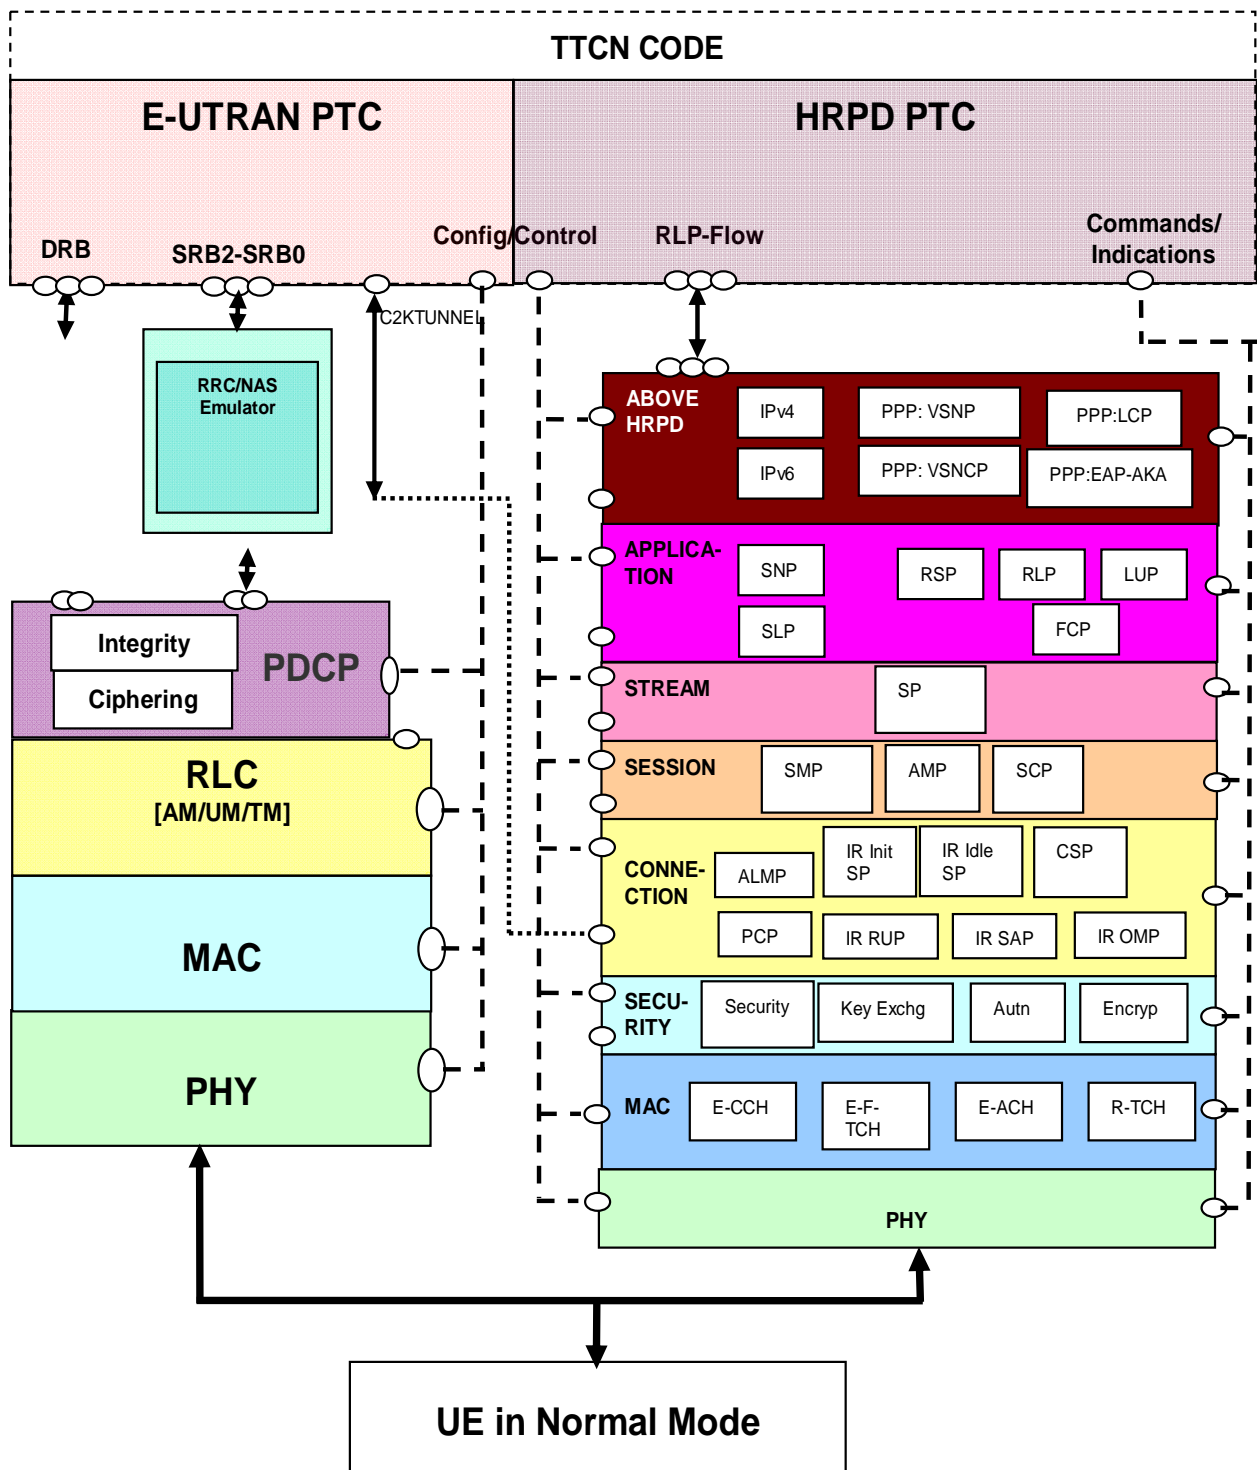 TTCN CODE
E-UTRAN PTC
HRPD PTC
DRB
SRB2-SRB0
Config/Control
RLP-Flow
Commands/
Indications
C2KTUNNEL
RRC/NAS
Emulator
ABOVE
HRPD
IPv4
PPP: VSNP
PPP:LCP
IPv6
PPP: VSNCP
PPP:EAP-AKA
APPLICA-
TION
SNP
RSP
RLP
LUP
SLP
FCP
Integrity
Ciphering
PDCP
STREAM
SP
RLC
[AM/UM/TM]
SESSION
SMP
AMP
SCP
CONNE-
CTION
ALMP
IR Init
SP
IR Idle
SP
CSP
PCP
IR RUP
IR SAP
IR OMP
MAC
SECU-
RITY
Security
Key Exchg
Autn
Encryp
PHY
MAC
E-CCH
E-F-
TCH
E-ACH
R-TCH
PHY
UE in Normal Mode